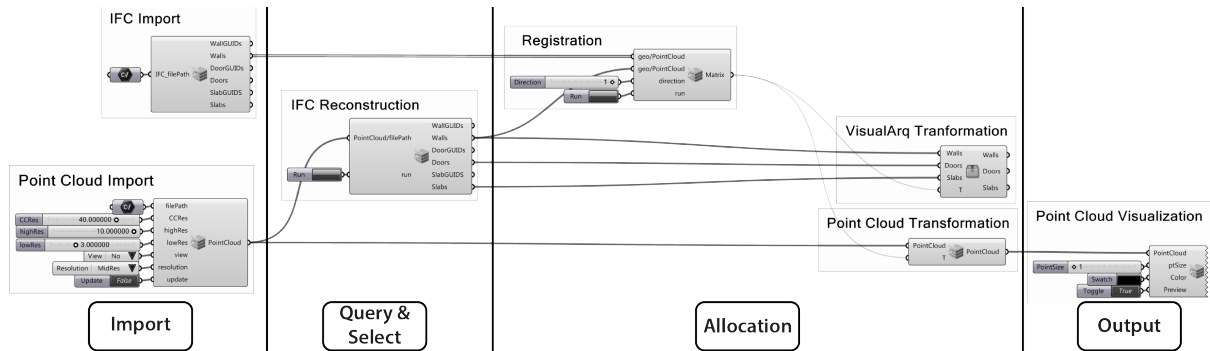 IFC Import
IFC_filePath
WallGUIDs
Walls
DoorGUIDs
Doors
SlabGUIDS
Slabs
Point Cloud Import
CCRes 40.000000
highRes 10.000000
lowRes 3.000000
View No
Resolution MidRes
Update False
filePath
CCRes
highRes
lowRes
view
resolution
update
PointCloud
IFC Reconstruction
Run
PointCloud/filePath
run
WallGUIDs
Walls
DoorGUIDs
Doors
SlabGUIDS
Slabs
Registration
Direction 1
Run
geo/PointCloud
geo/PointCloud
direction
run
Matrix
VisualArq Tranformation
Walls
Doors
Slabs
T
Walls
Doors
Slabs
Point Cloud Transformation
PointCloud
T
PointCloud
Point Cloud Visualization
PointSize 1
Swatch
Toggle True
PointCloud
ptSize
Color
Preview
Import
Query &
Select
Allocation
Output